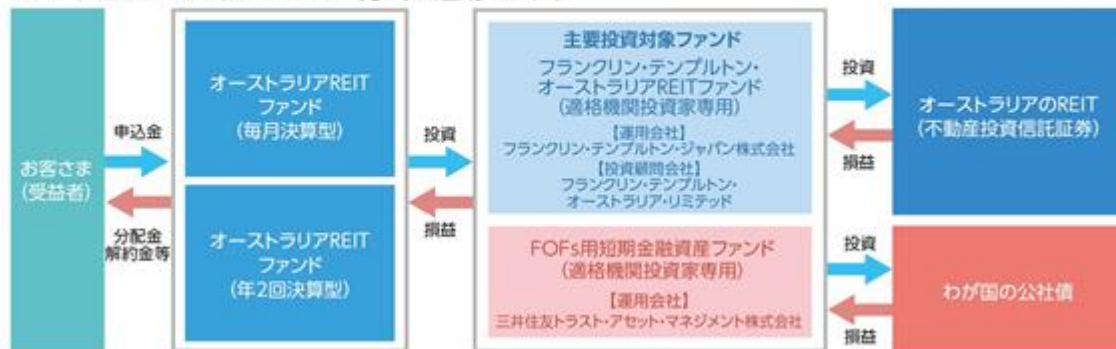 お客さま
(受益者)
申込金
分配金
解約金等
オーストラリアREIT
ファンド
(毎月決算型)
オーストラリアREIT
ファンド
(年2回決算型)
投資
損益
主要投資対象ファンド
フランクリン・テンプルトン・
オーストラリアREITファンド
(適格機関投資家専用)
【運用会社】
フランクリン・テンプルトン・ジャパン株式会社
【投資顧問会社】
フランクリン・テンプルトン・
オーストラリア・リミテッド
FOFs用短期金融資産ファンド
(適格機関投資家専用)
【運用会社】
三井住友トラスト・アセット・マネジメント株式会社
投資
損益
投資
損益
オーストラリアのREIT
(不動産投資信託証券)
わが国の公社債